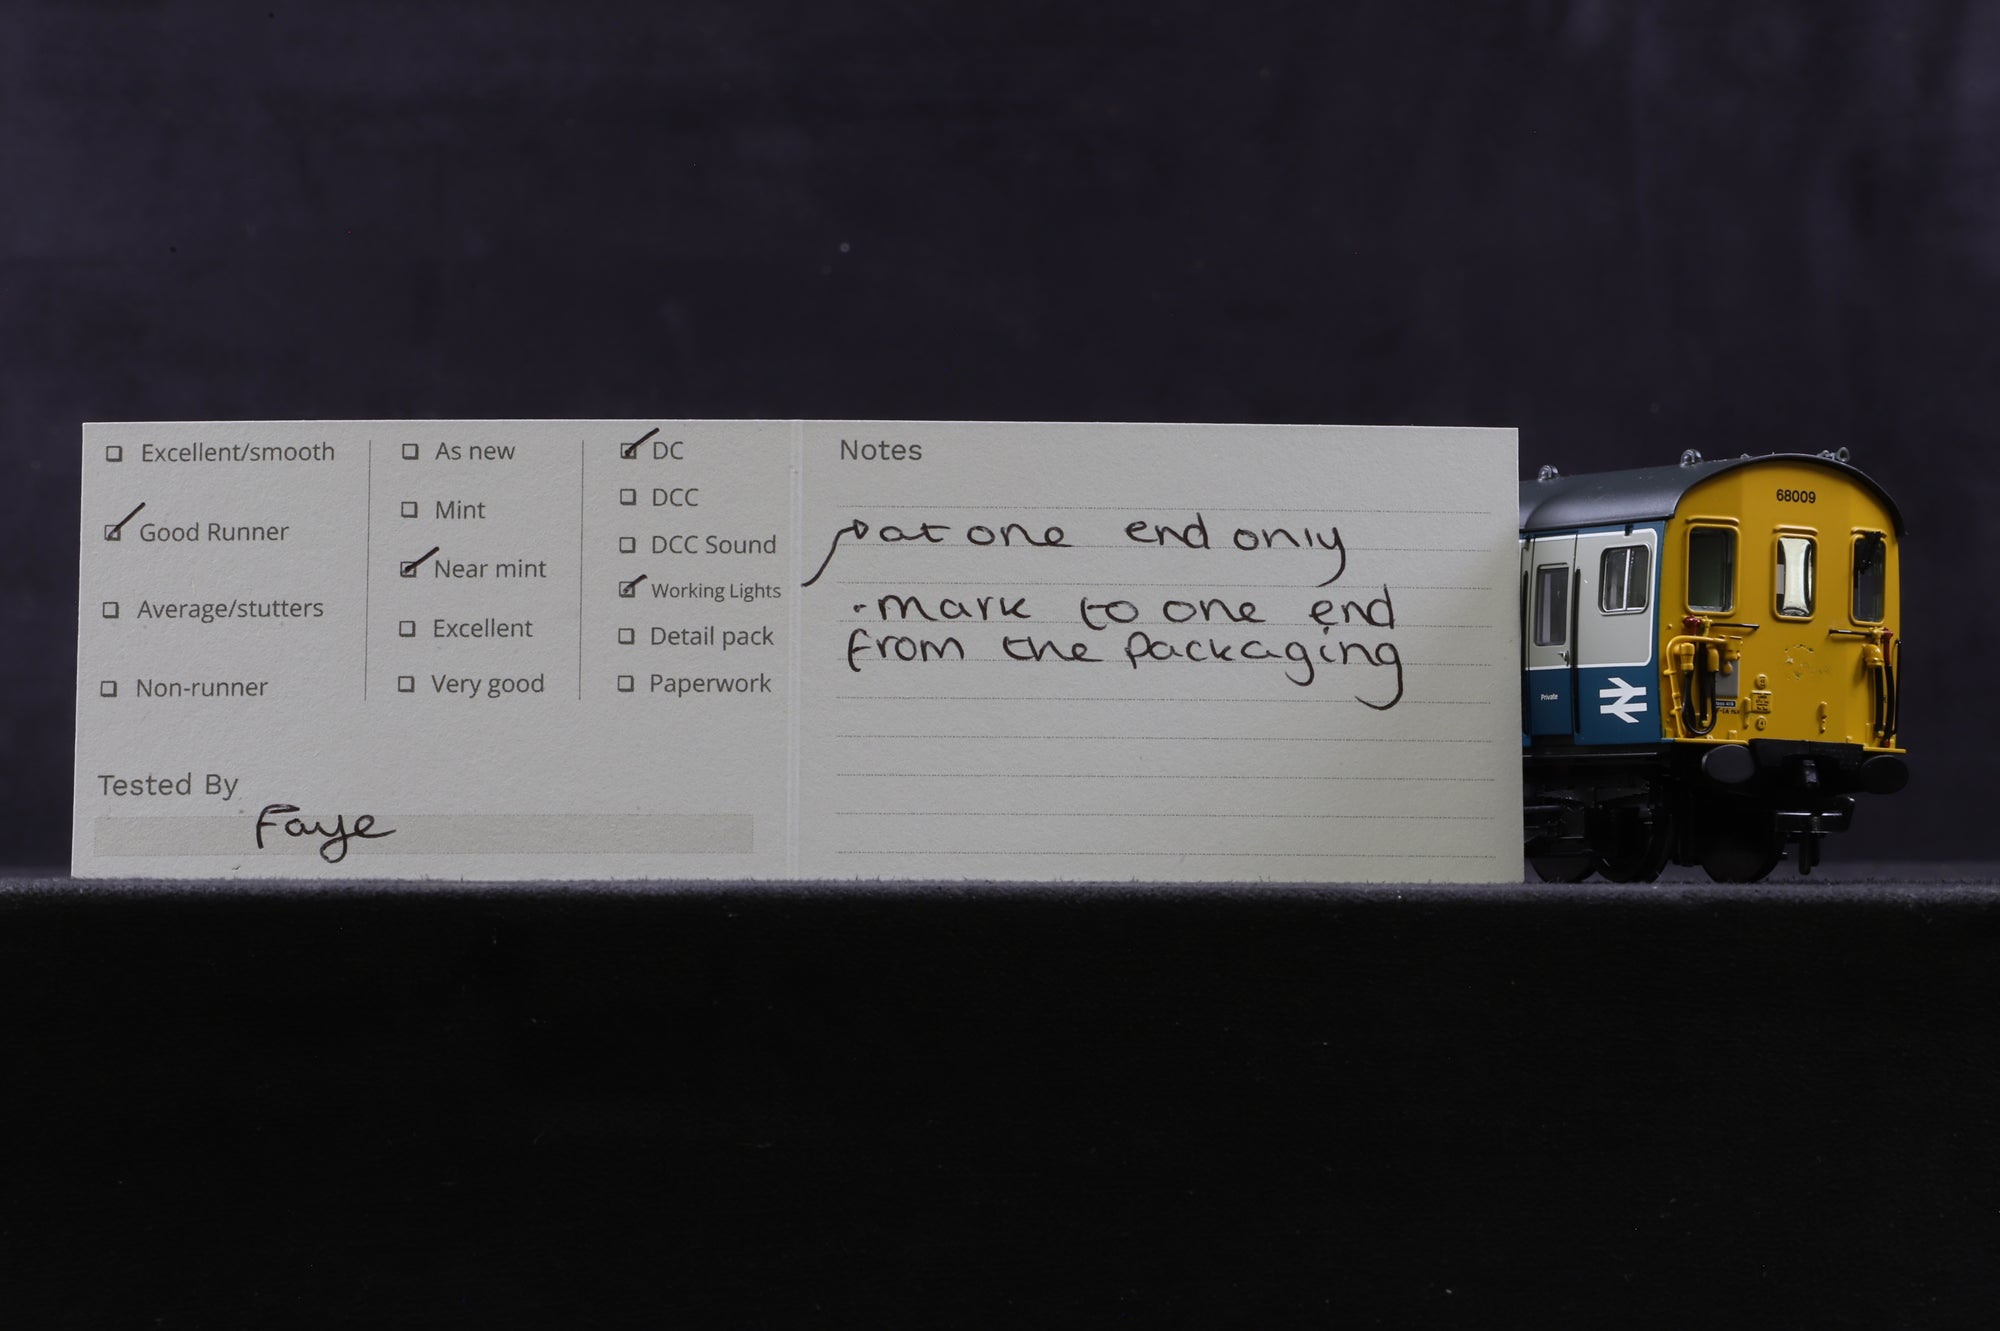 Excellent/smooth
Good Runner
Average/stutters
Non-runner
As new
Mint
Near mint
Excellent
Very good
DC
DCC
DCC Sound
Working Lights
Detail pack
Paperwork
Tested By
Faye
Notes
at one end only
- mark to one end
from the packaging
68009
Private